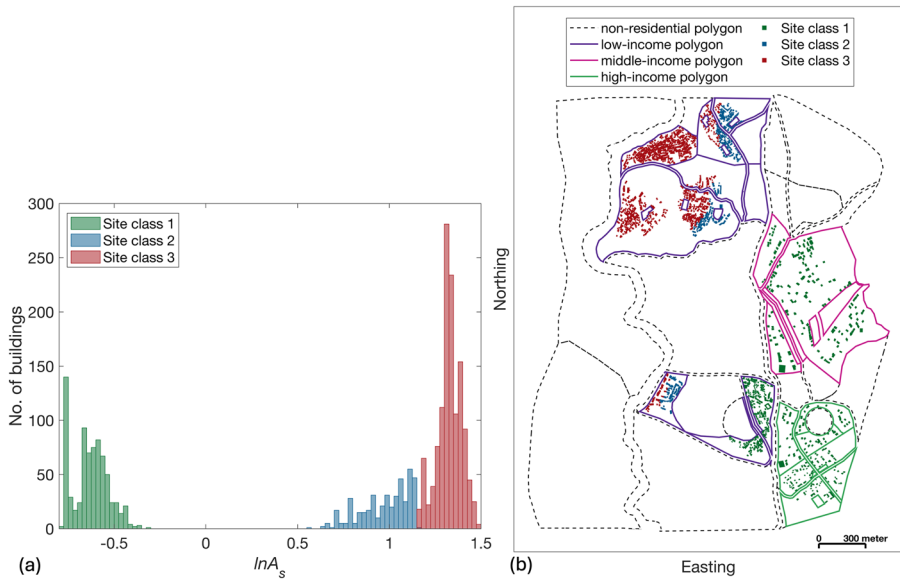 300
250
200
150
100
50
0
No. of buildings
Site class 1
Site class 2
Site class 3
-0.5
0
0.5
1.0
1.5
lnAs
(a)
non-residential polygon
low-income polygon
middle-income polygon
high-income polygon
Site class 1
Site class 2
Site class 3
Northing
0 300 meter
(b)
Easting